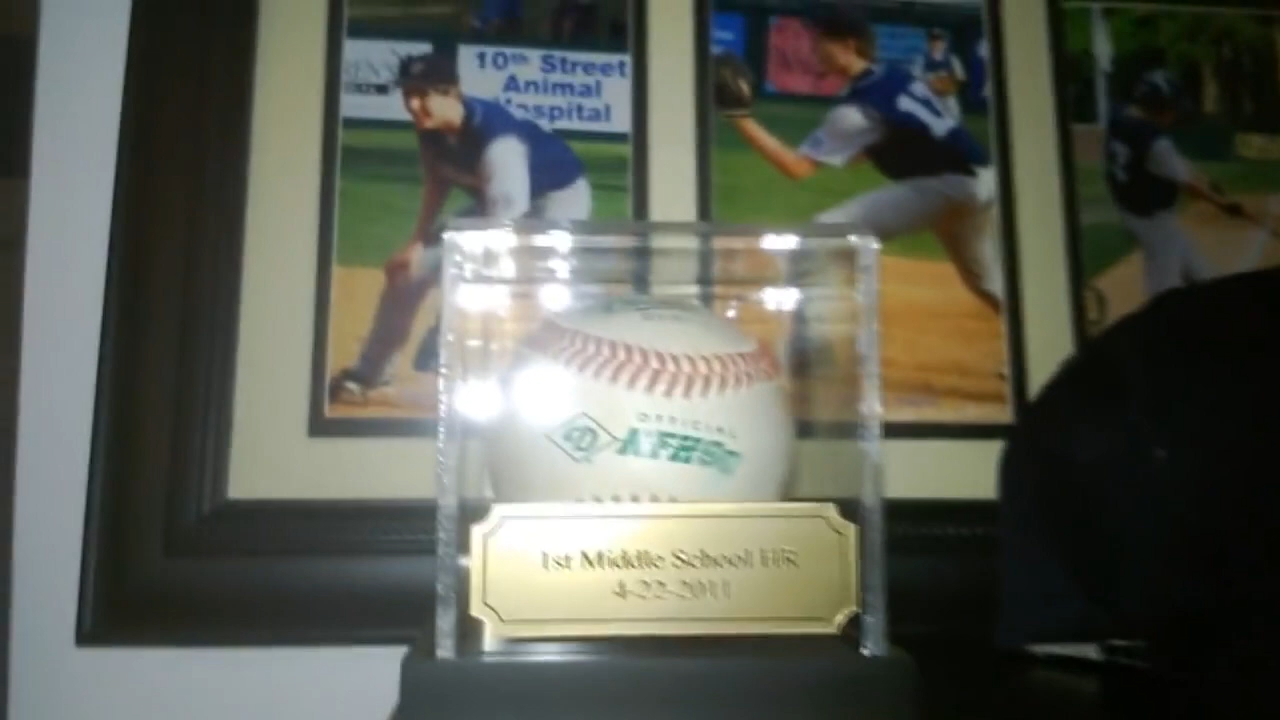 10th Street
Animal
Hospital
OFFICIAL
1st Middle School HR
4-22-2011